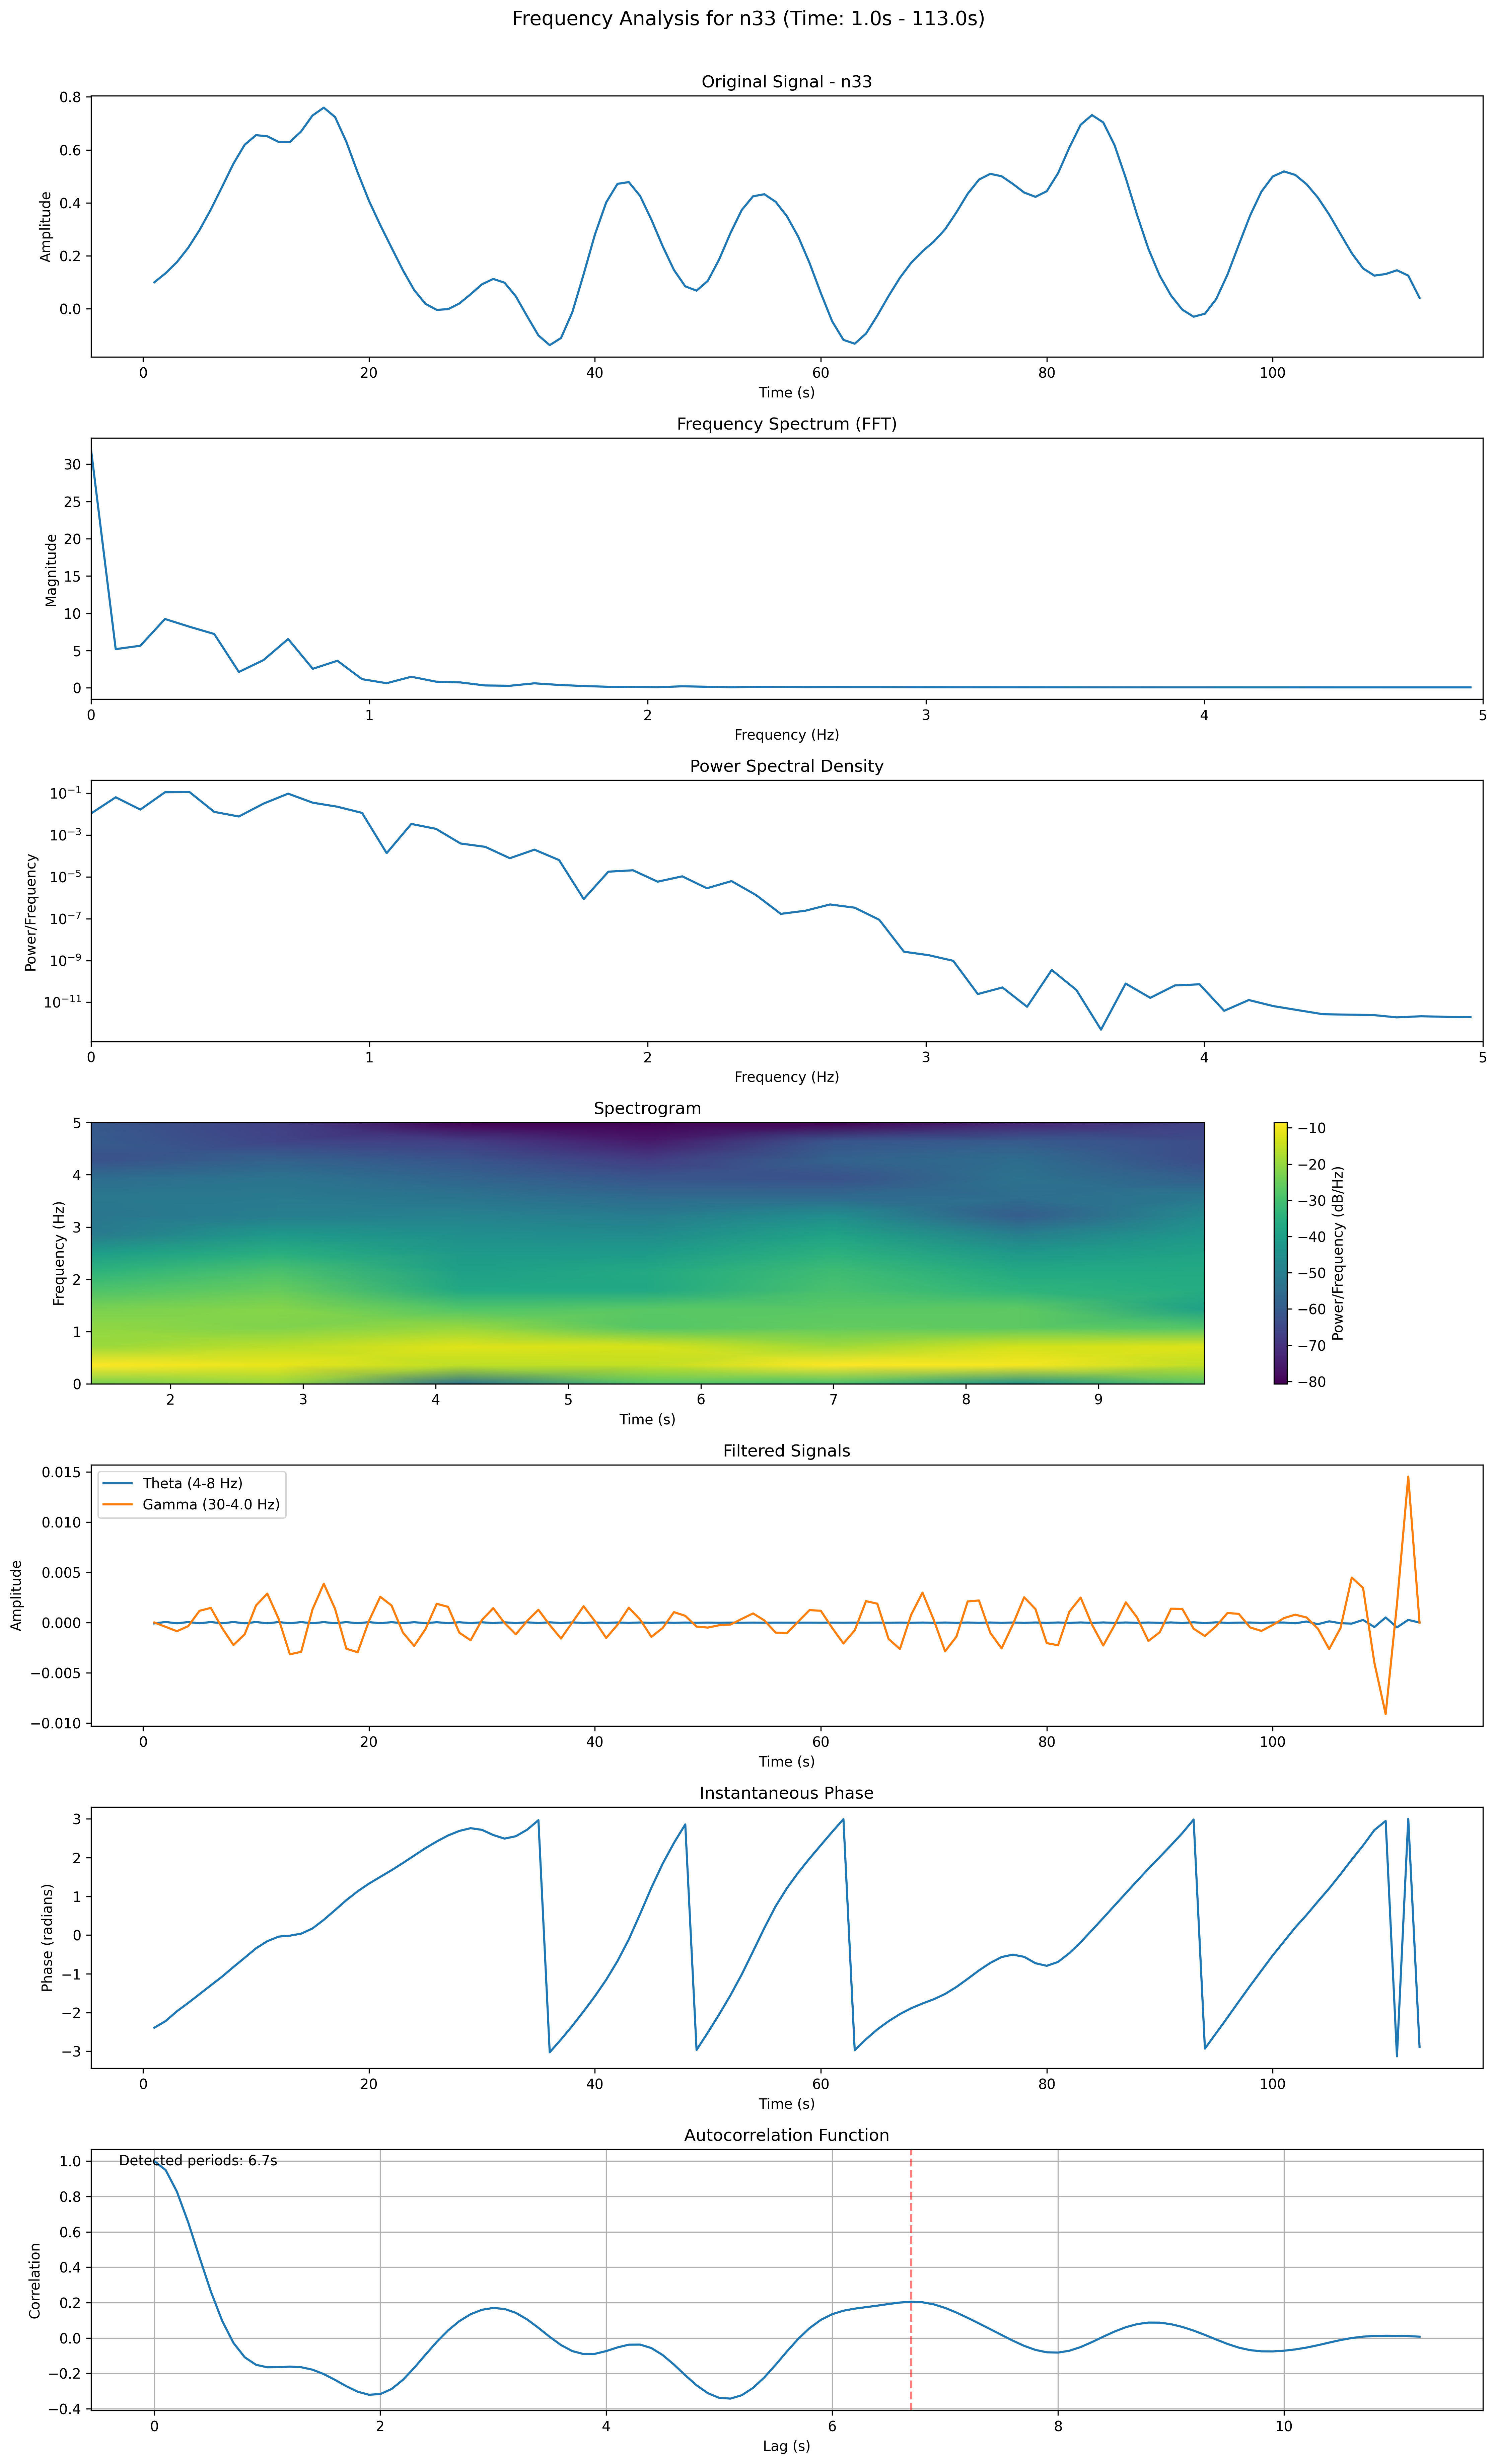 Frequency Analysis for n33 (Time: 1.0s - 113.0s)
Original Signal - n33
Amplitude
0.8
0.6
0.4
0.2
0.0
0 20 40 60 80 100
Time (s)
Frequency Spectrum (FFT)
Magnitude
30
25
20
15
10
5
0
0 1 2 3 4 5
Frequency (Hz)
Power Spectral Density
Power/Frequency
10⁻¹
10⁻³
10⁻⁵
10⁻⁷
10⁻⁹
10⁻¹¹
0 1 2 3 4 5
Frequency (Hz)
Spectrogram
Frequency (Hz)
5
4
3
2
1
0
2 3 4 5 6 7 8 9
Time (s)
−10
−20
−30
−40
−50
−60
−70
−80
Power/Frequency (dB/Hz)
Filtered Signals
Theta (4-8 Hz)
Gamma (30-4.0 Hz)
Amplitude
0.015
0.010
0.005
0.000
−0.005
−0.010
0 20 40 60 80 100
Time (s)
Instantaneous Phase
Phase (radians)
3
2
1
0
−1
−2
−3
0 20 40 60 80 100
Time (s)
Autocorrelation Function
Detected periods: 6.7s
Correlation
1.0
0.8
0.6
0.4
0.2
0.0
−0.2
−0.4
0 2 4 6 8 10
Lag (s)